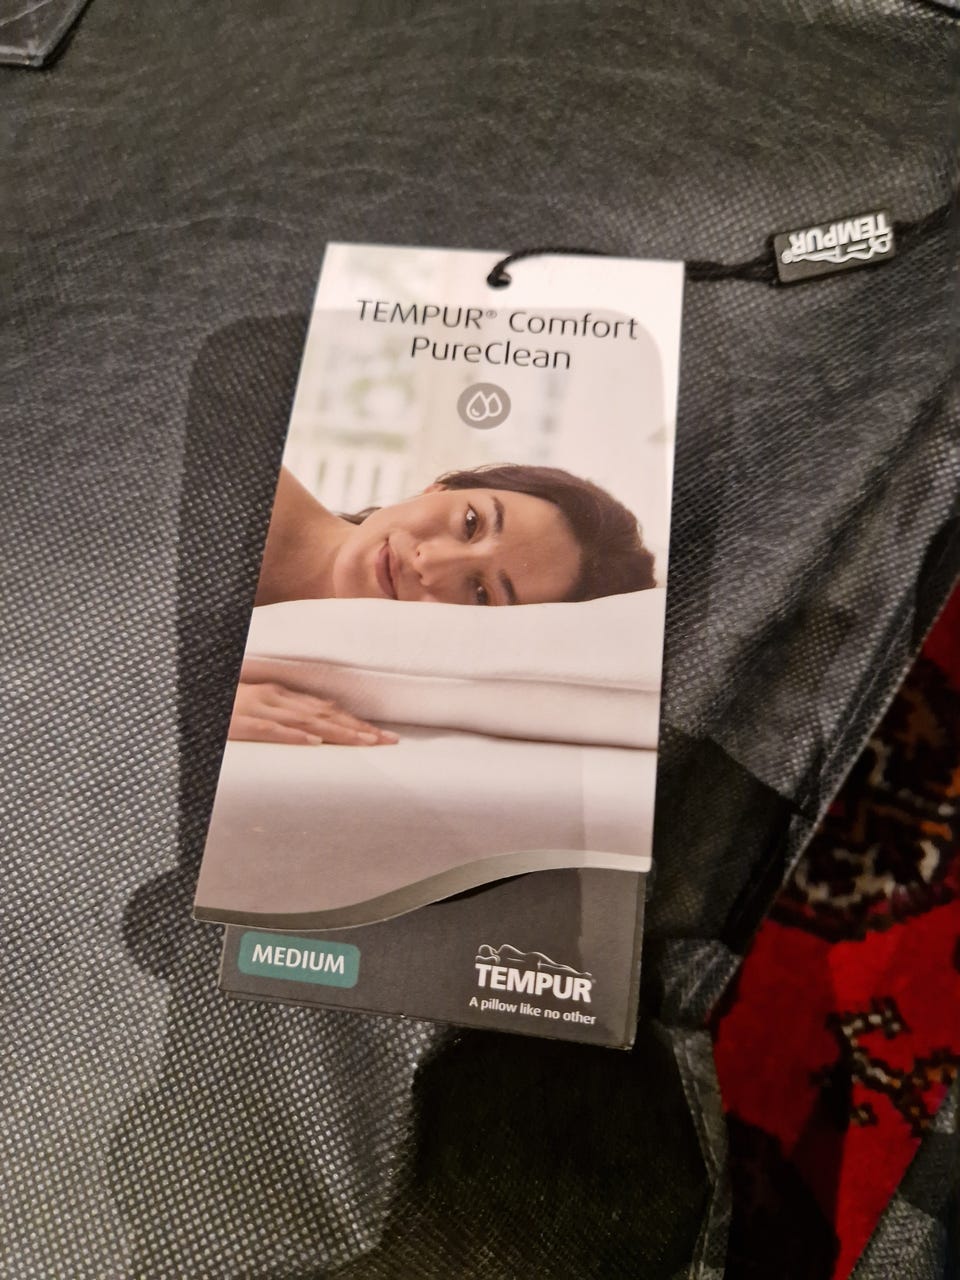 TEMPUR® Comfort
PureClean
MEDIUM
TEMPUR
A pillow like no other
TEMPUR®